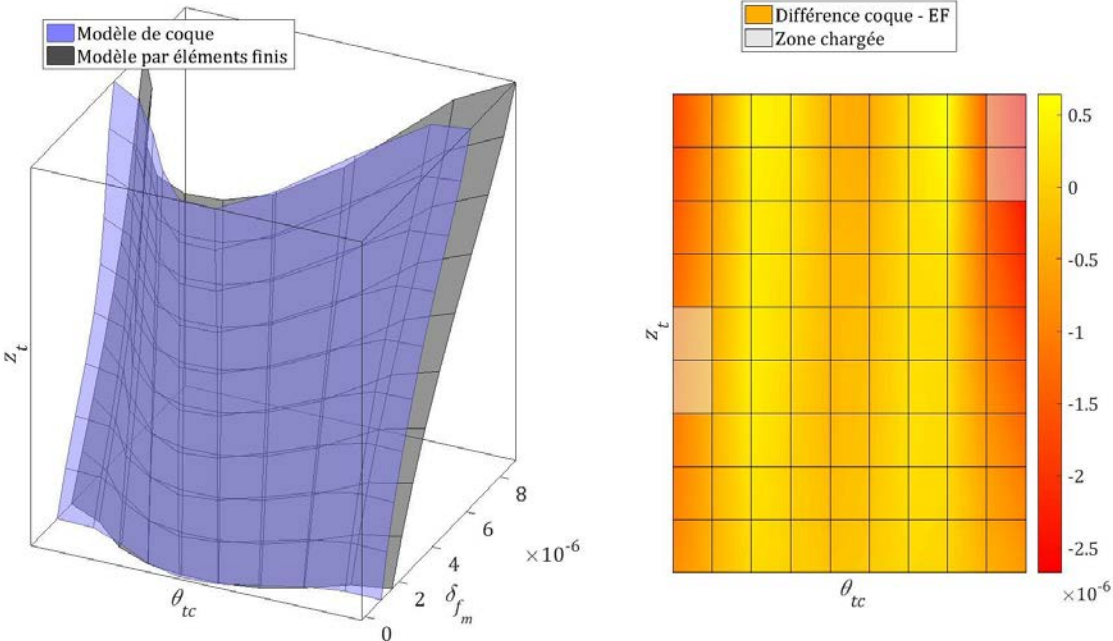 Modèle de coque
Modèle par éléments finis
z_t
θ_tc
0
2
4
6
8
×10⁻⁶
δ_f_m
Différence coque - EF
Zone chargée
z_t
θ_tc
0.5
0
-0.5
-1
-1.5
-2
-2.5
×10⁻⁶